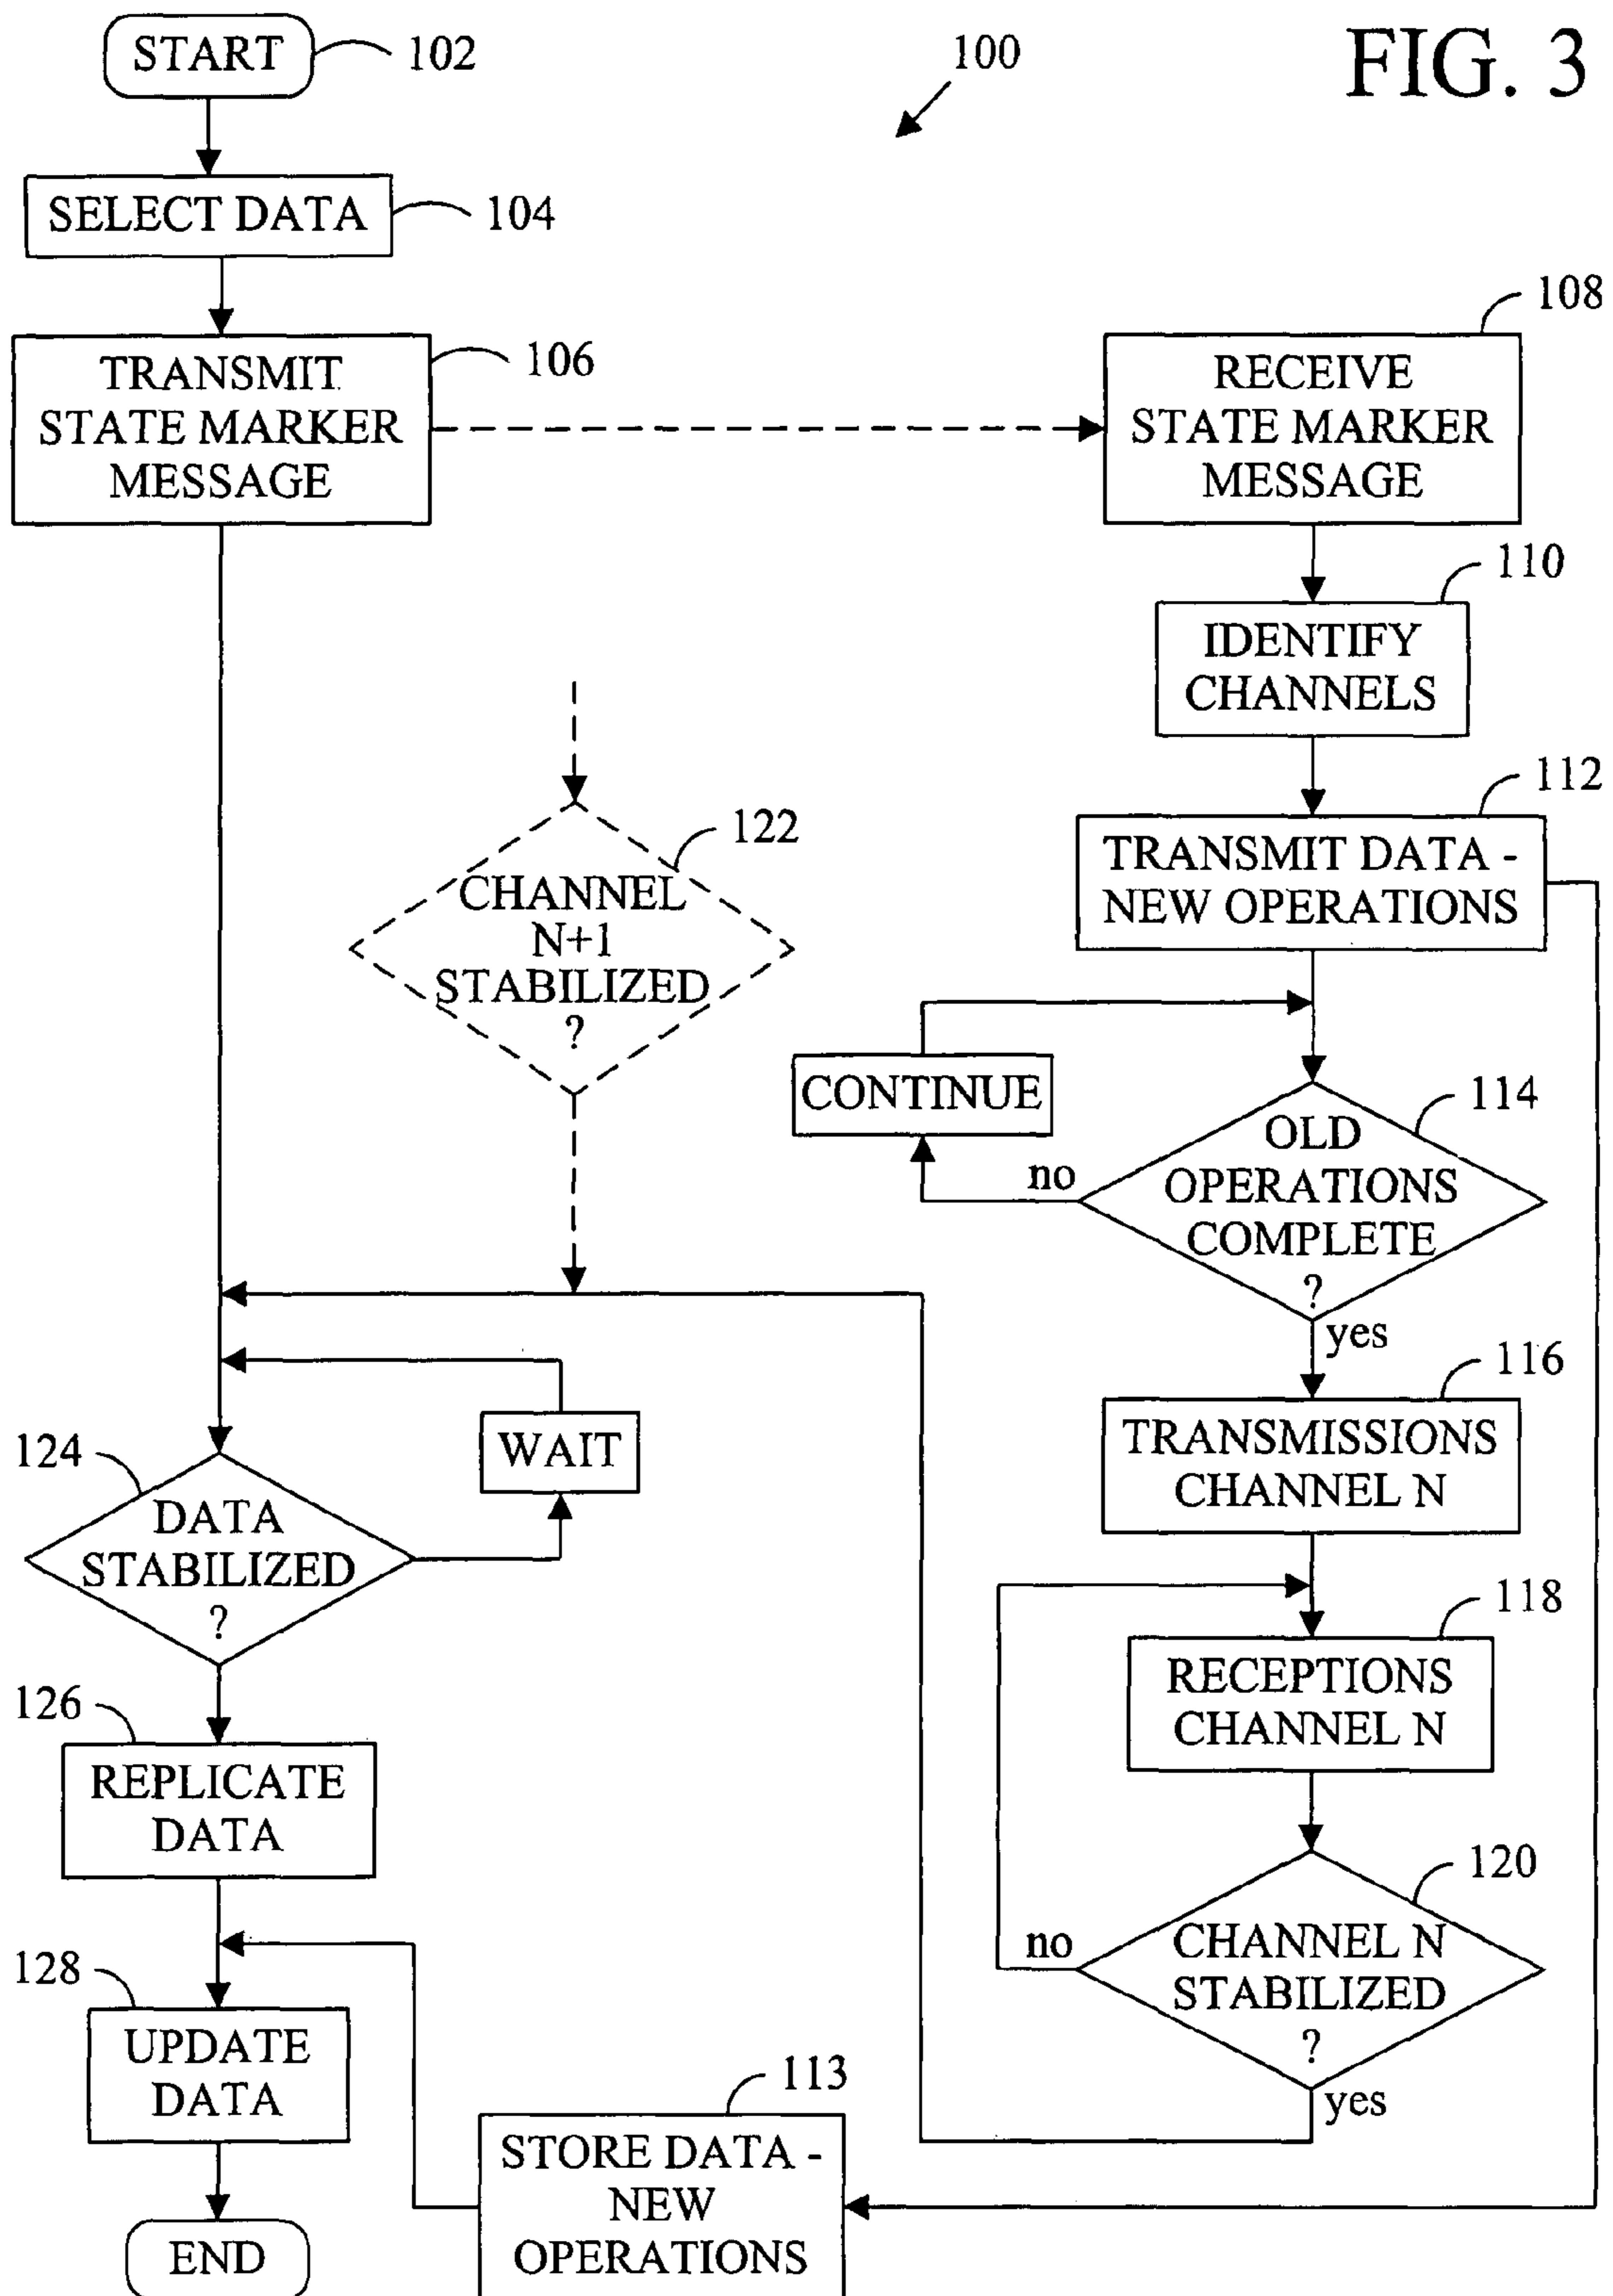 FIG. 3
100
START
102
SELECT DATA
104
TRANSMIT
STATE MARKER
MESSAGE
106
108
RECEIVE
STATE MARKER
MESSAGE
110
IDENTIFY
CHANNELS
112
TRANSMIT DATA -
NEW OPERATIONS
122
CHANNEL
N+1
STABILIZED
?
CONTINUE
114
OLD
OPERATIONS
COMPLETE
?
no
yes
116
TRANSMISSIONS
CHANNEL N
118
RECEPTIONS
CHANNEL N
120
CHANNEL N
STABILIZED
?
no
yes
WAIT
124
DATA
STABILIZED
?
126
REPLICATE
DATA
128
UPDATE
DATA
113
STORE DATA -
NEW
OPERATIONS
END